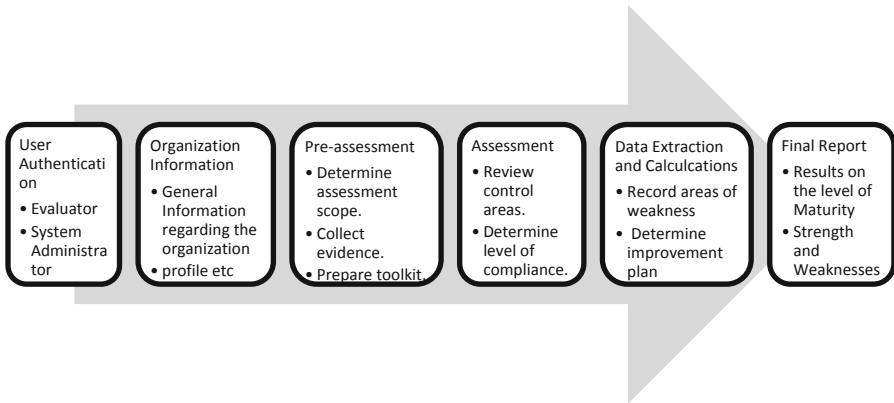 User
Authenticati
on
• Evaluator
• System
Administra
tor
Organization
Information
• General
Information
regarding the
organization
• profile etc
Pre-assessment
• Determine
assessment
scope.
• Collect
evidence.
• Prepare toolkit.
Assessment
• Review
control
areas.
• Determine
level of
compliance.
Data Extraction
and Calculcations
• Record areas of
weakness
• Determine
improvement
plan
Final Report
• Results on
the level of
Maturity
• Strength
and
Weaknesses